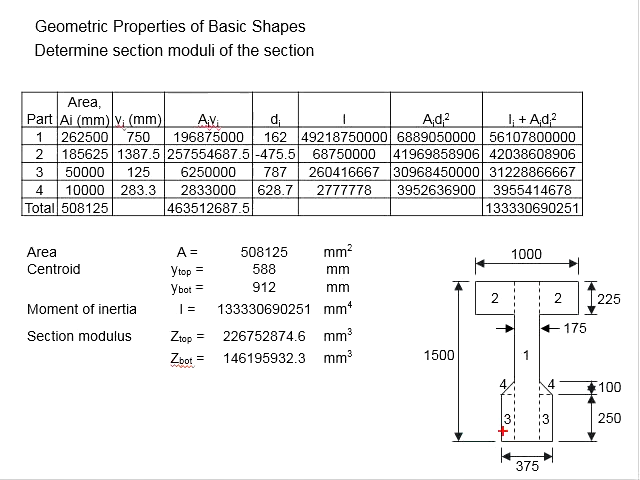 Geometric Properties of Basic Shapes
Determine section moduli of the section
Area,
Part Ai (mm) yᵢ (mm) Aᵢyᵢ dᵢ I Aᵢdᵢ² Iᵢ + Aᵢdᵢ²
1 262500 750 196875000 162 49218750000 6889050000 56107800000
2 185625 1387.5 257554687.5 -475.5 68750000 41969858906 42038608906
3 50000 125 6250000 787 260416667 30968450000 31228866667
4 10000 283.3 2833000 628.7 2777778 3952636900 3955414678
Total 508125 463512687.5 133330690251
Area A = 508125 mm²
Centroid ytop = 588 mm
ybot = 912 mm
Moment of inertia I = 133330690251 mm⁴
Section modulus Ztop = 226752874.6 mm³
Zbot = 146195932.3 mm³
1000
2 2 225
175
1500 1
4 4 100
3 3 250
375